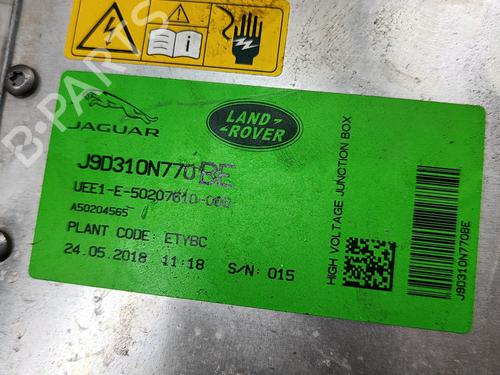 JAGUAR
LAND
ROVER
J9D310N770BE
UEE1-E-50207610-000
A50204565
PLANT CODE: ETYBC
24.05.2018 11:18 S/N: 015
HIGH VOLTAGE JUNCTION BOX
J9D310N770BE
B-PARTS